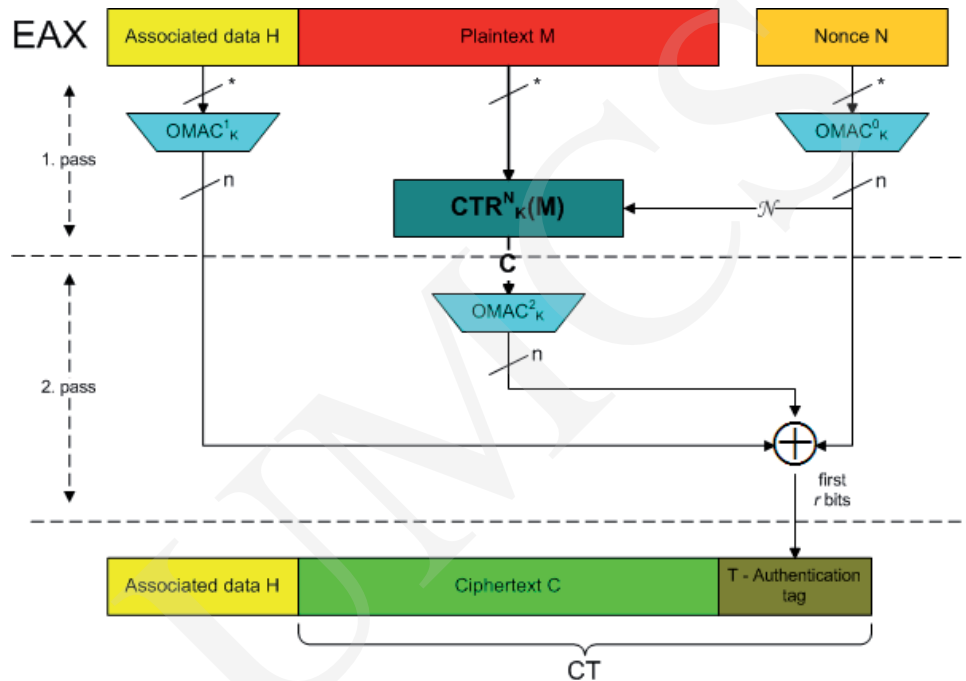 EAX
Associated data H
Plaintext M
Nonce N
*
*
*
OMAC¹ₖ
OMAC⁰ₖ
1. pass
n
n
CTRᴺₖ(M)
𝒩
C
OMAC²ₖ
n
2. pass
first
r bits
Associated data H
Ciphertext C
T - Authentication
tag
CT
UMCS